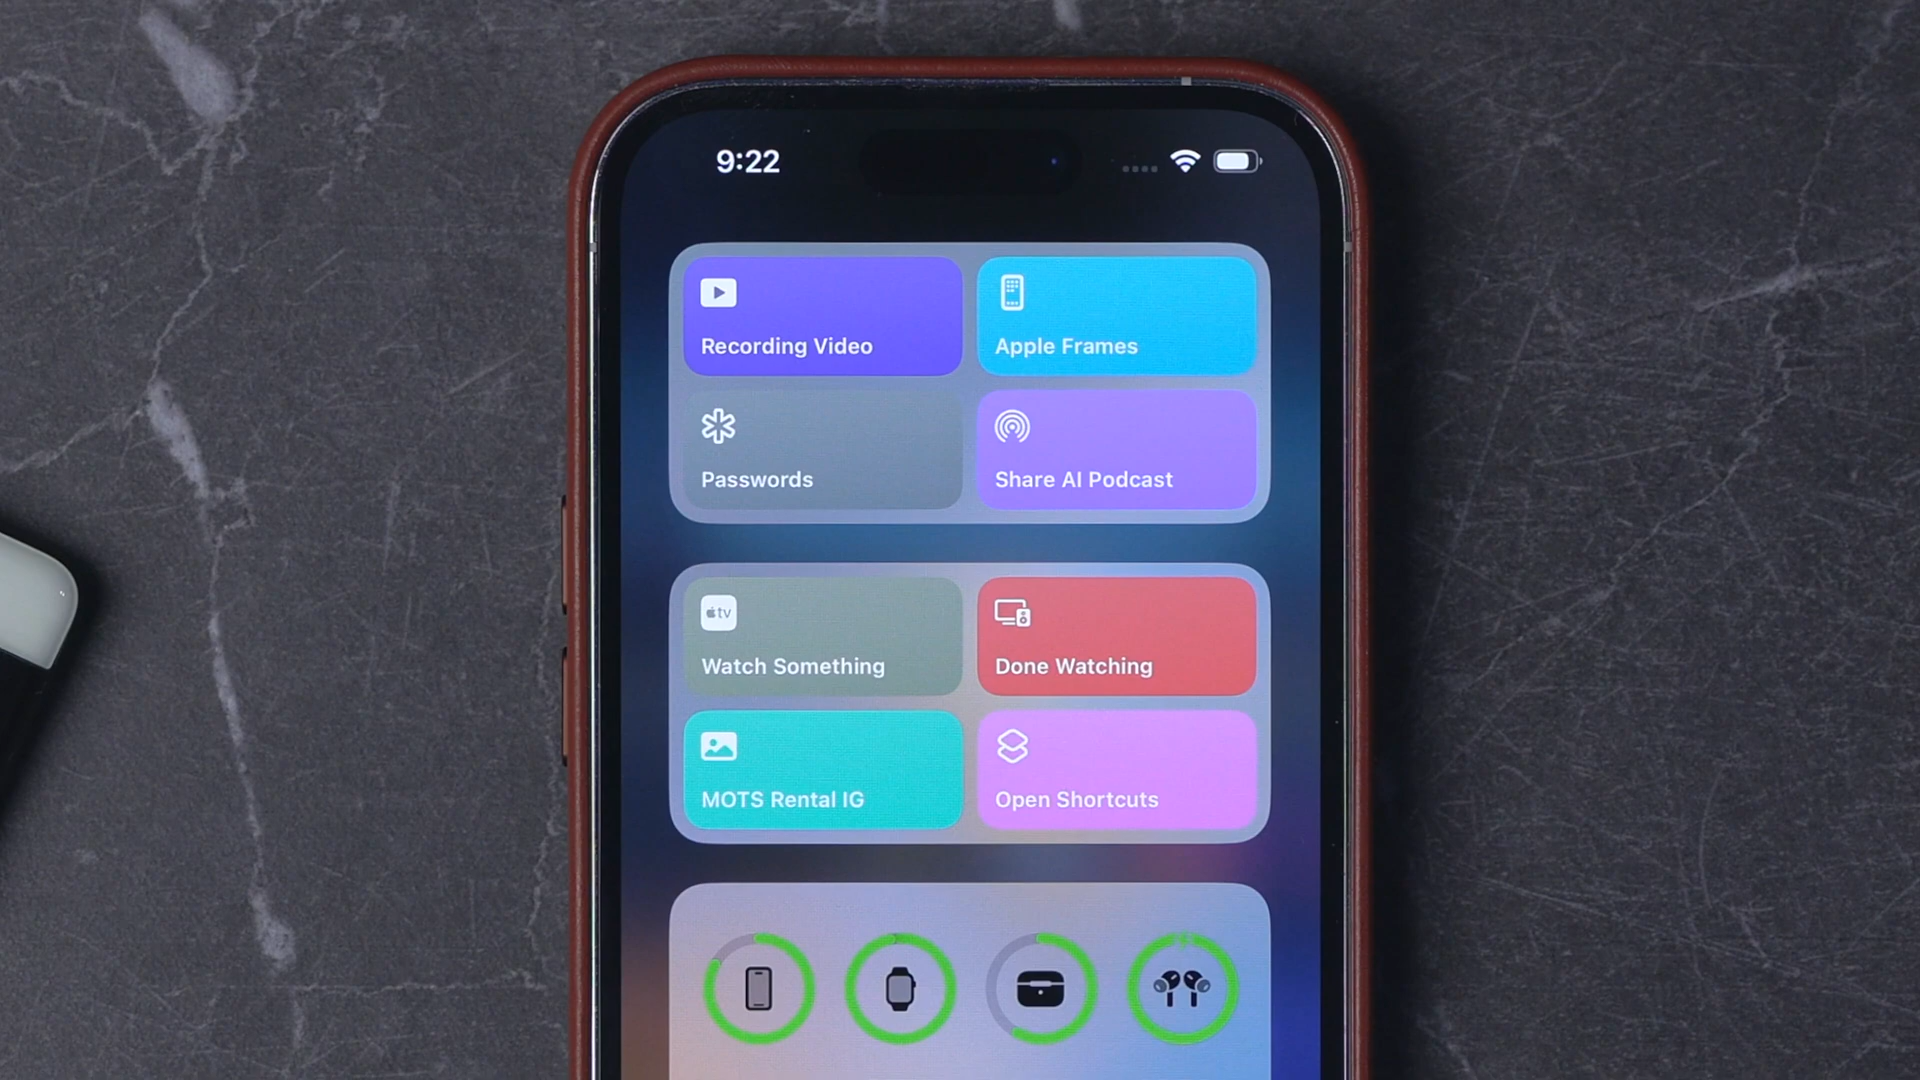 9:22
Recording Video
Apple Frames
Passwords
Share AI Podcast
tv
Watch Something
Done Watching
MOTS Rental IG
Open Shortcuts